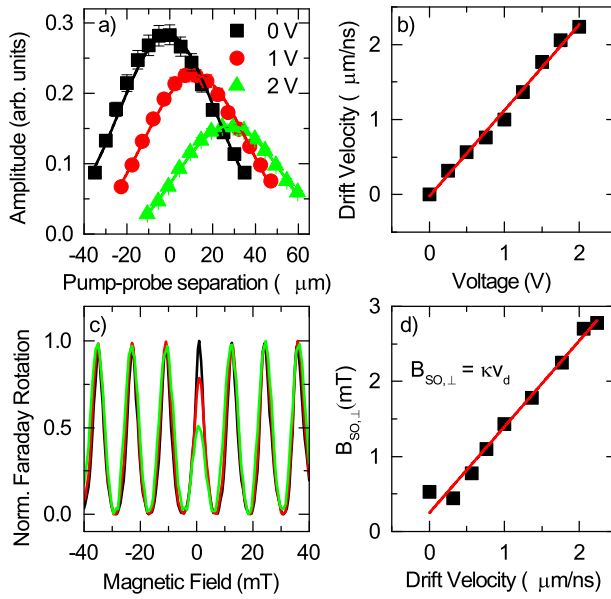 a)
0 V
1 V
2 V
0.3
0.2
0.1
0.0
Amplitude (arb. units)
-40 -20 0 20 40 60
Pump-probe separation ( μm)
b)
2
1
0
Drift Velocity ( μm/ns)
0 1 2
Voltage (V)
c)
1.0
0.5
0.0
Norm. Faraday Rotation
-40 -20 0 20 40
Magnetic Field (mT)
d)
B_SO,⊥ = κv_d
3
2
1
0
B_SO,⊥(mT)
0 1 2
Drift Velocity ( μm/ns)